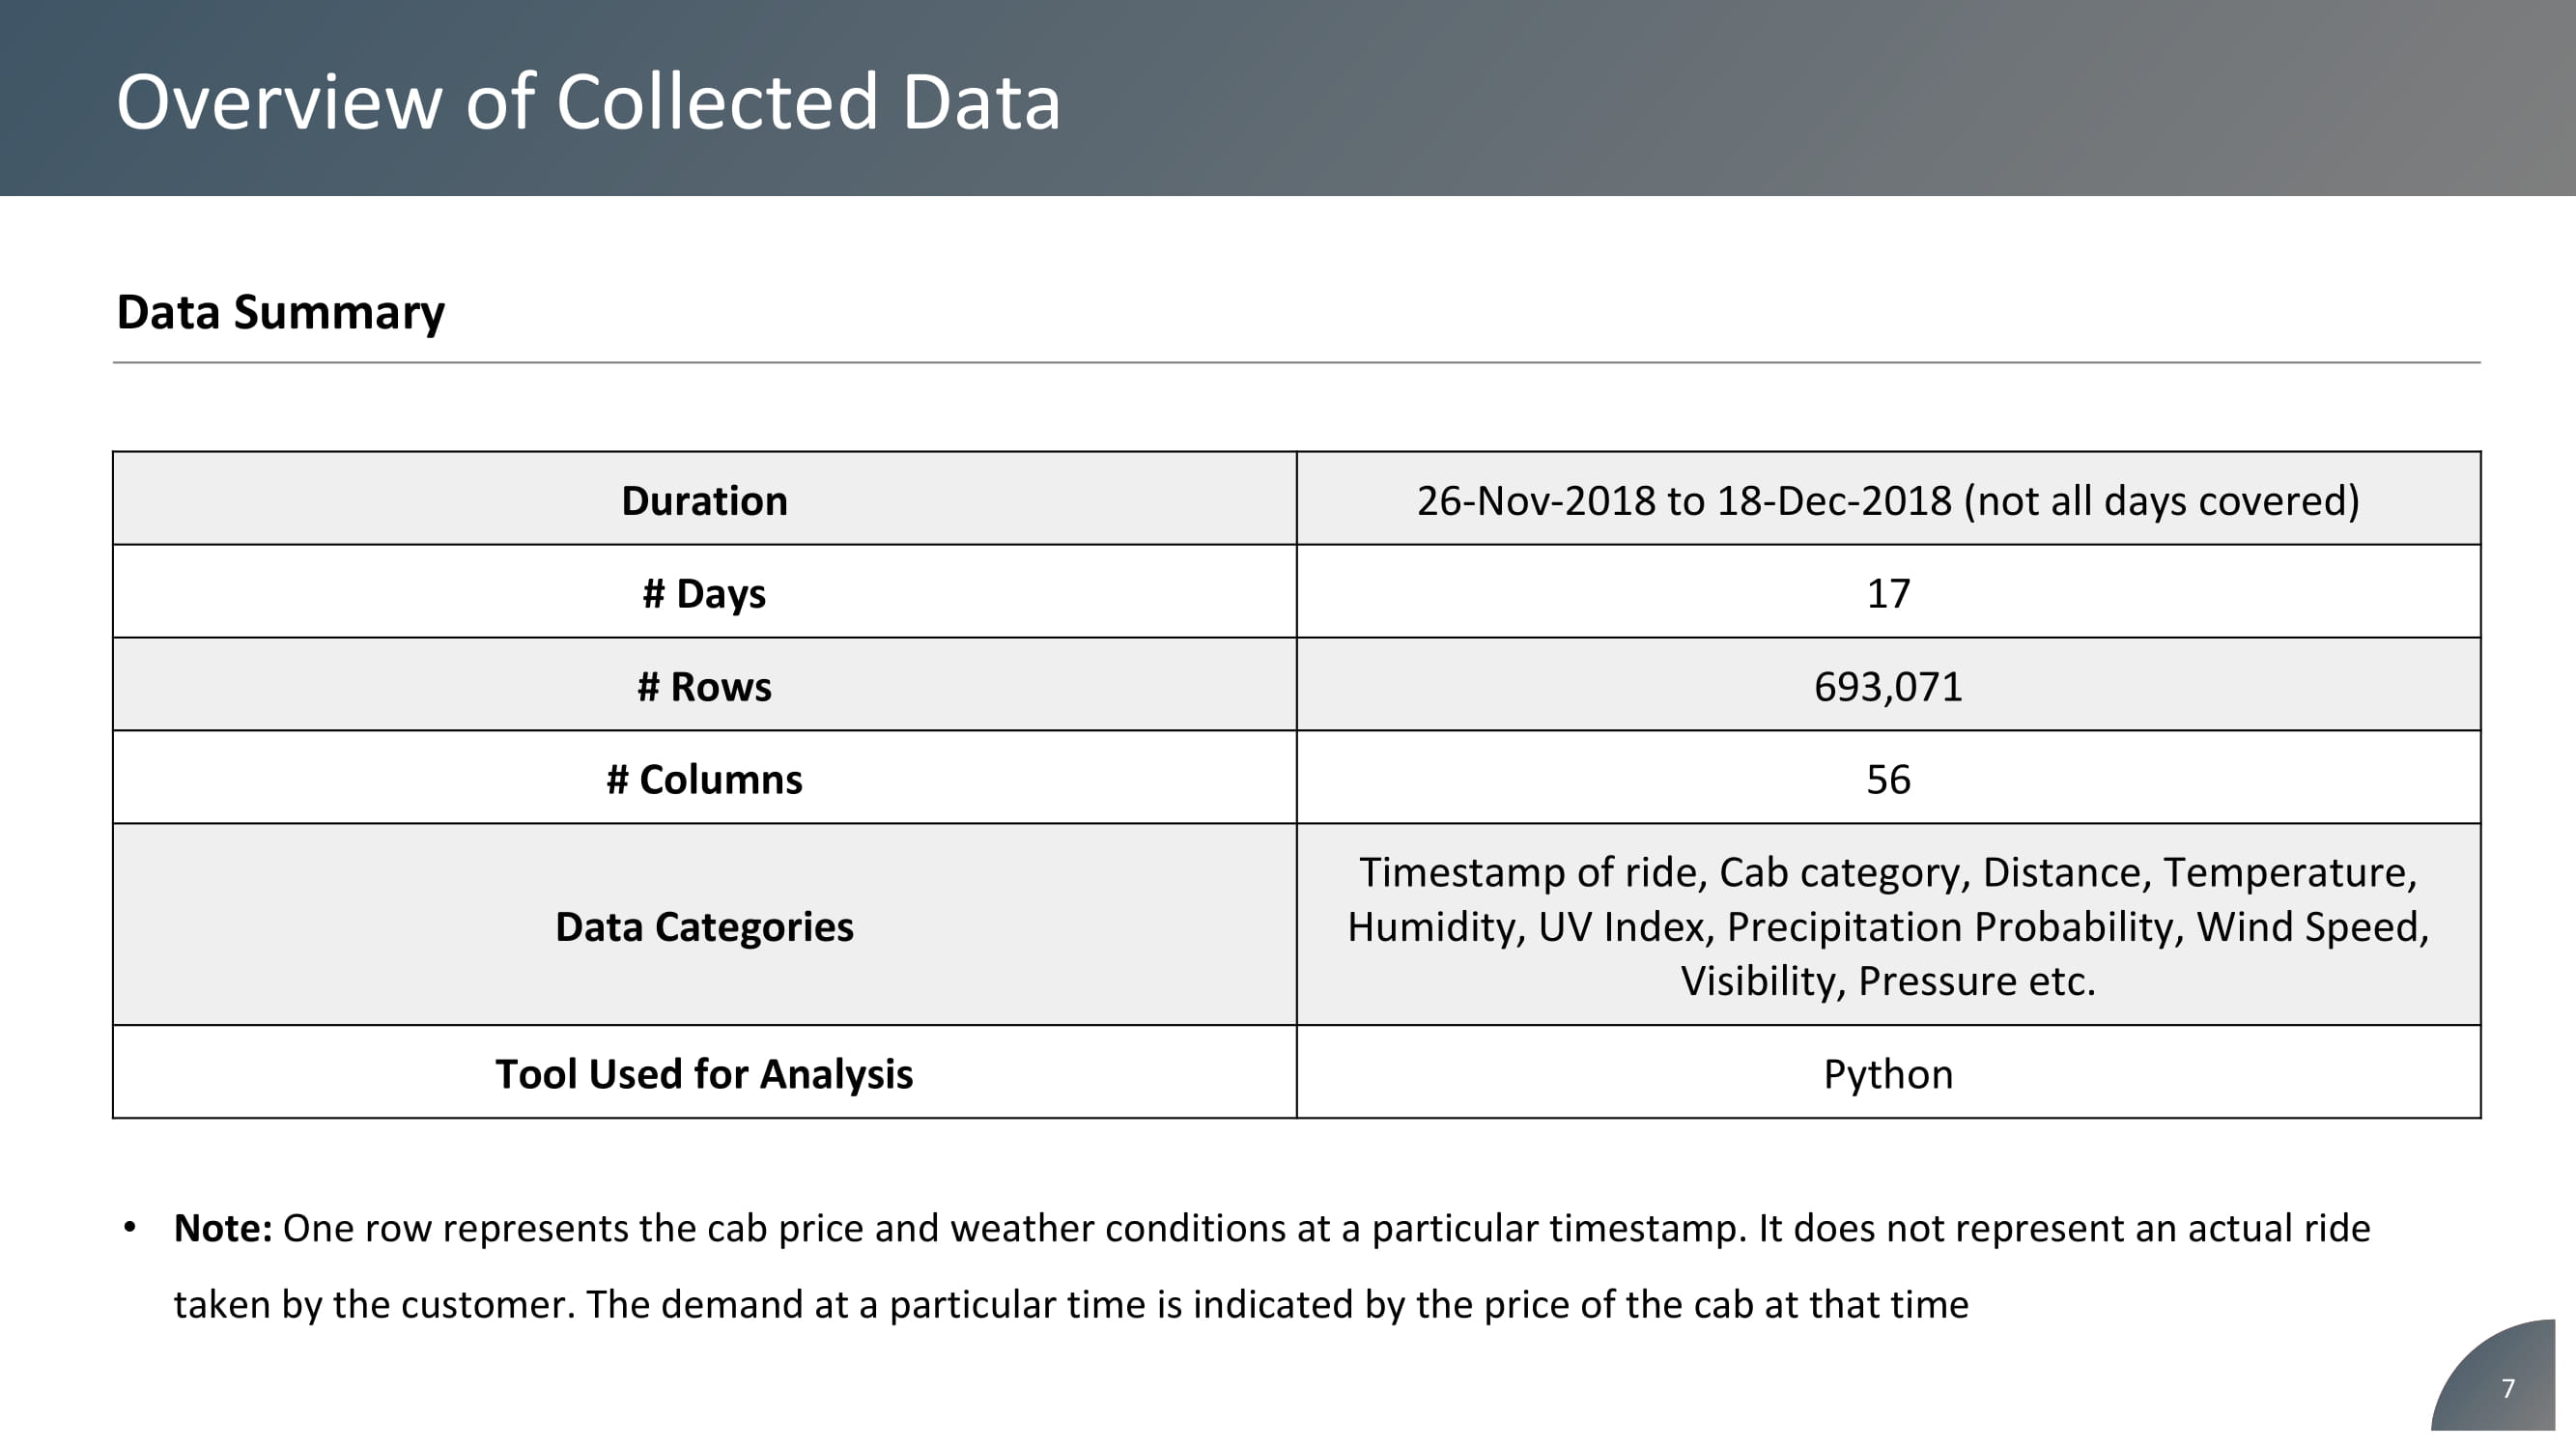 Overview of Collected Data
Data Summary
Duration
26-Nov-2018 to 18-Dec-2018 (not all days covered)
# Days
17
# Rows
693,071
# Columns
56
Data Categories
Timestamp of ride, Cab category, Distance, Temperature,
Humidity, UV Index, Precipitation Probability, Wind Speed,
Visibility, Pressure etc.
Tool Used for Analysis
Python
• Note: One row represents the cab price and weather conditions at a particular timestamp. It does not represent an actual ride
taken by the customer. The demand at a particular time is indicated by the price of the cab at that time
7